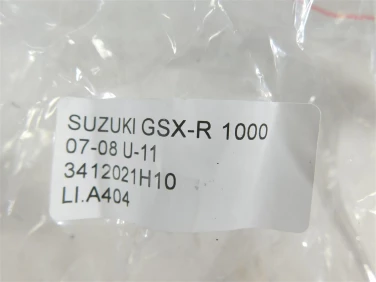 SUZUKI GSX-R 1000
07-08 U-11
3412021H10
LI.A404